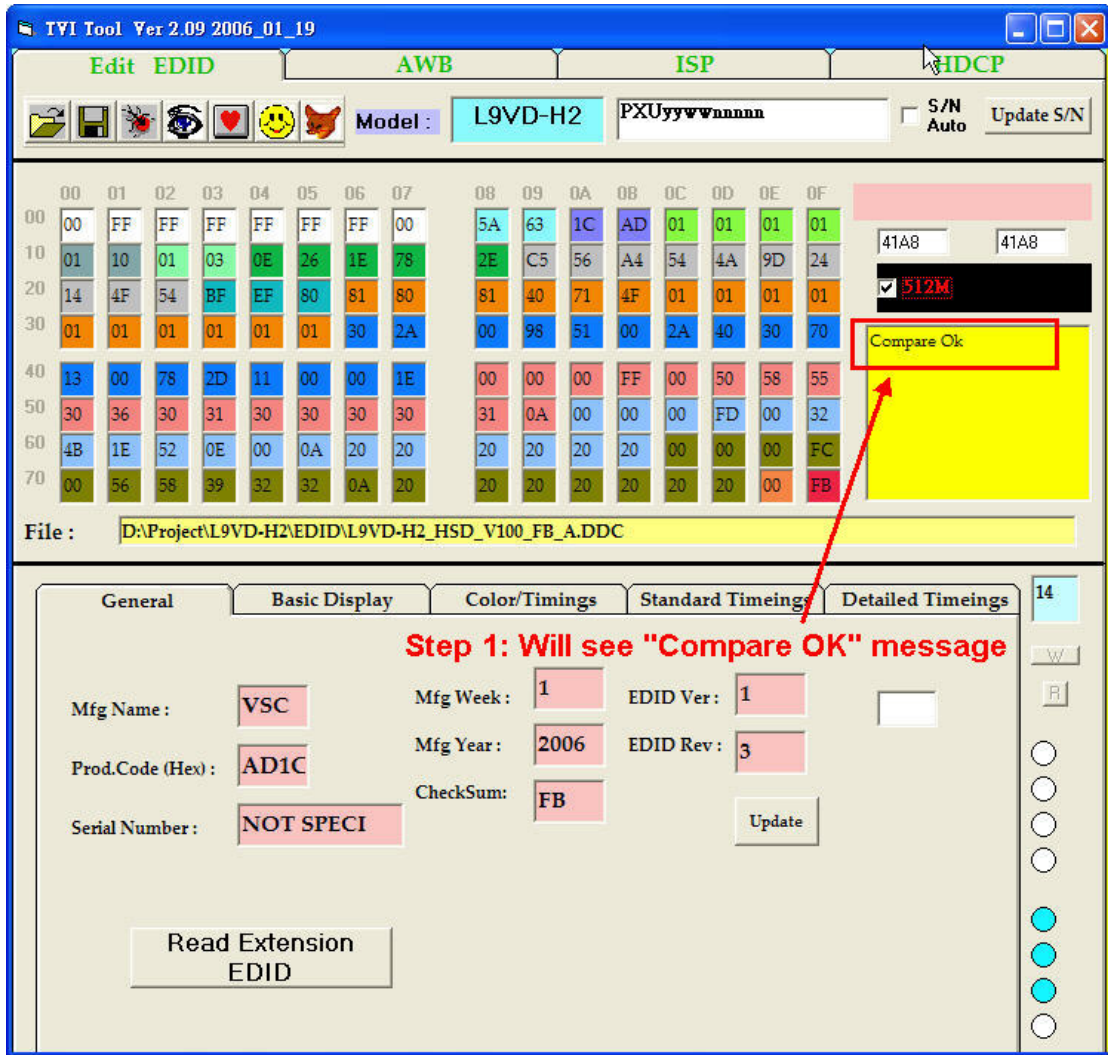 TVI Tool Ver 2.09 2006_01_19
Edit EDID AWB ISP HDCP
Model : L9VD-H2 PXUyywwnnnnn S/N Auto Update S/N
00 01 02 03 04 05 06 07 08 09 0A 0B 0C 0D 0E 0F
00 00 FF FF FF FF FF FF 00 5A 63 1C AD 01 01 01 01
41A8 41A8
10 01 10 01 03 0E 26 1E 78 2E C5 56 A4 54 4A 9D 24
20 14 4F 54 BF EF 80 81 80 81 40 71 4F 01 01 01 01
512M
30 01 01 01 01 01 01 30 2A 00 98 51 00 2A 40 30 70
Compare Ok
40 13 00 78 2D 11 00 00 1E 00 00 00 FF 00 50 58 55
50 30 36 30 31 30 30 30 30 31 0A 00 00 00 FD 00 32
60 4B 1E 52 0E 00 0A 20 20 20 20 20 20 00 00 00 FC
70 00 56 58 39 32 32 0A 20 20 20 20 20 20 20 00 FB
File : D:\Project\L9VD-H2\EDID\L9VD-H2_HSD_V100_FB_A.DDC
General Basic Display Color/Timings Standard Timeings Detailed Timeings 14
Step 1: Will see "Compare OK" message
W
R
Mfg Name : VSC Mfg Week : 1 EDID Ver : 1
Prod.Code (Hex) : AD1C Mfg Year : 2006 EDID Rev : 3
Serial Number : NOT SPECI CheckSum: FB Update
Read Extension
EDID